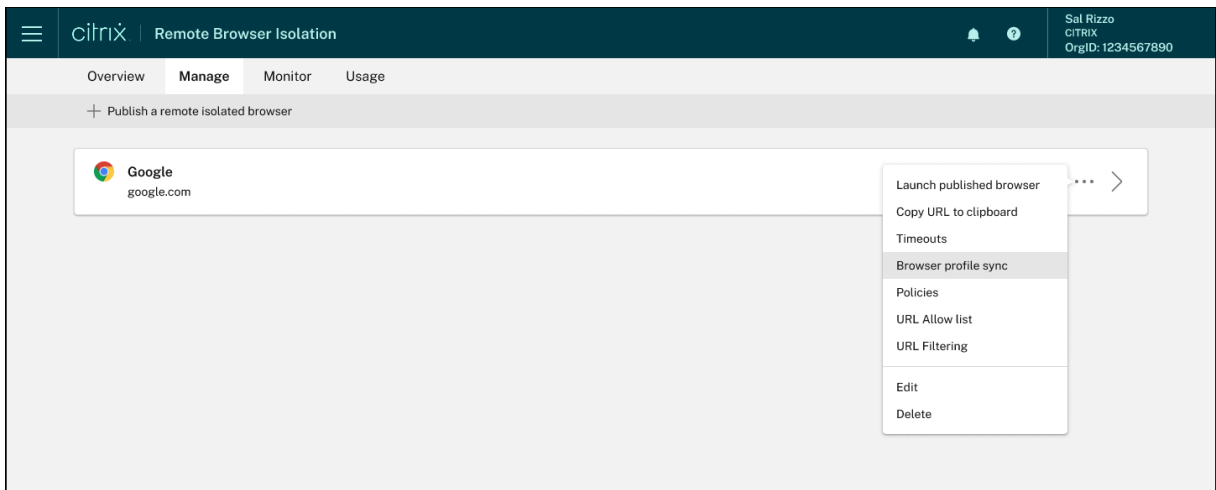 citrix | Remote Browser Isolation
Sal Rizzo
CITRIX
OrgID: 1234567890
Overview Manage Monitor Usage
+ Publish a remote isolated browser
Google
google.com
Launch published browser
Copy URL to clipboard
Timeouts
Browser profile sync
Policies
URL Allow list
URL Filtering
Edit
Delete